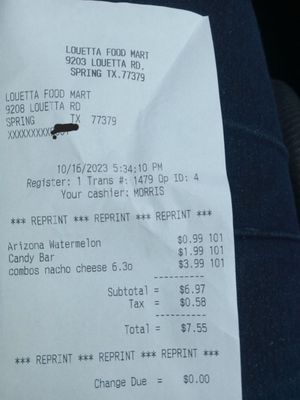 LOUETTA FOOD MART
9203 LOUETTA RD.
SPRING TX.77379
LOUETTA FOOD MART
9208 LOUETTA RD
SPRING TX 77379
XXXXXXXXX
10/16/2023 5:34:10 PM
Register: 1 Trans #: 1479 Op ID: 4
Your cashier: MORRIS
*** REPRINT *** REPRINT *** REPRINT ***
Arizona Watermelon $0.99 101
Candy Bar $1.99 101
combos nacho cheese 6.3o $3.99 101
----------
Subtotal = $6.97
Tax = $0.58
----------
Total = $7.55
*** REPRINT *** REPRINT *** REPRINT ***
Change Due = $0.00